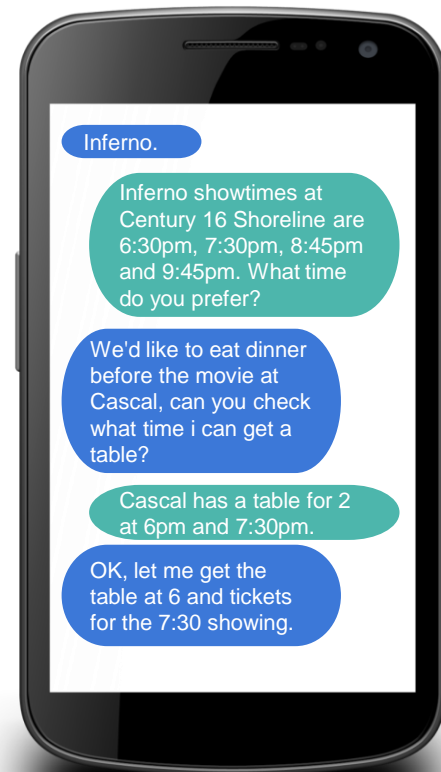 Inferno.
Inferno showtimes at
Century 16 Shoreline are
6:30pm, 7:30pm, 8:45pm
and 9:45pm. What time
do you prefer?
We'd like to eat dinner
before the movie at
Cascal, can you check
what time i can get a
table?
Cascal has a table for 2
at 6pm and 7:30pm.
OK, let me get the
table at 6 and tickets
for the 7:30 showing.